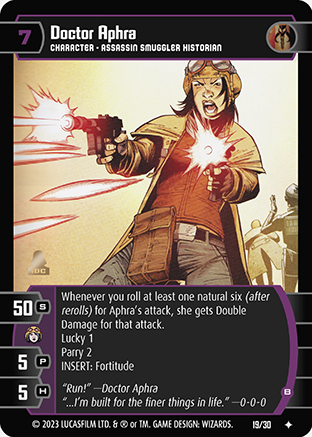 7
Doctor Aphra
CHARACTER • ASSASSIN SMUGGLER HISTORIAN
IDC
50 S
Whenever you roll at least one natural six (after
rerolls) for Aphra's attack, she gets Double
Damage for that attack.
Lucky 1
Parry 2
INSERT: Fortitude
B
5 P
5 H
"Run!" —Doctor Aphra
"...I'm built for the finer things in life." —0-0-0
© 2023 LUCASFILM LTD. & ® or TM. GAME DESIGN: WIZARDS.
19/30